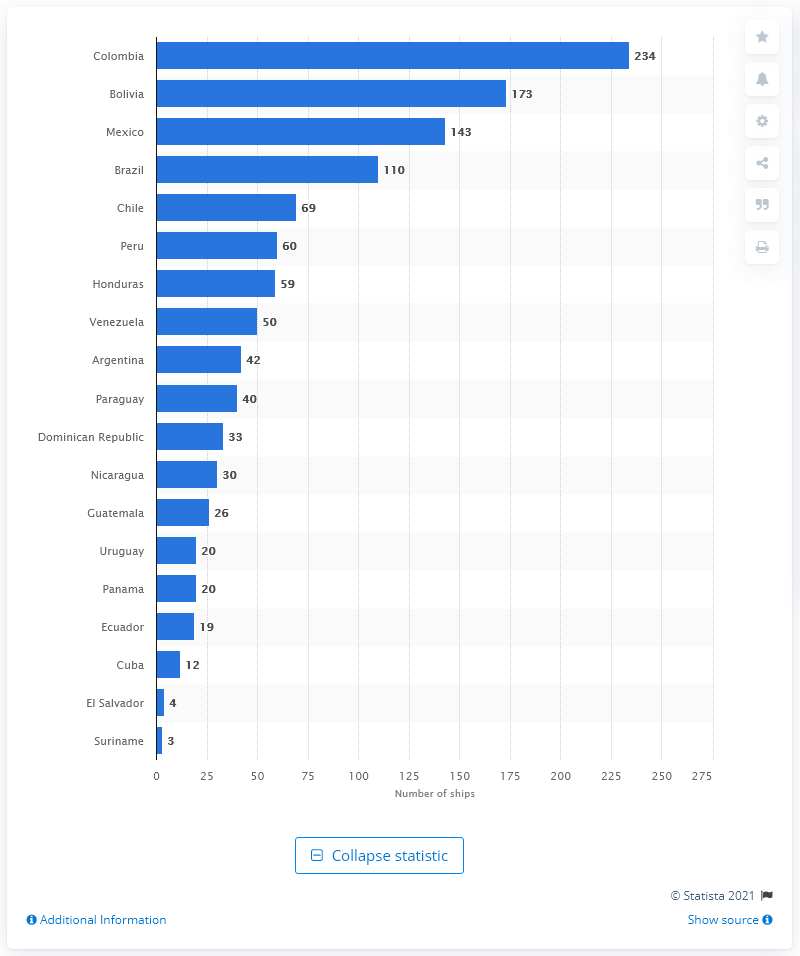 Colombia 234
Bolivia 173
Mexico 143
Brazil 110
Chile 69
Peru 60
Honduras 59
Venezuela 50
Argentina 42
Paraguay 40
Dominican Republic 33
Nicaragua 30
Guatemala 26
Uruguay 20
Panama 20
Ecuador 19
Cuba 12
El Salvador 4
Suriname 3
0 25 50 75 100 125 150 175 200 225 250 275
Number of ships
Collapse statistic
© Statista 2021
Additional Information Show source